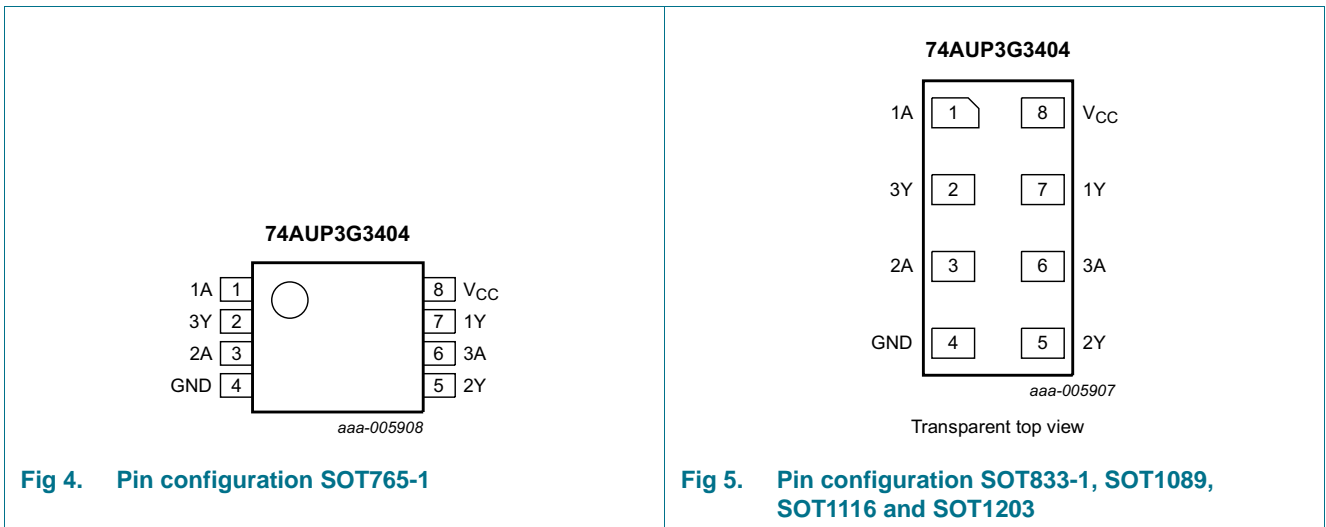 74AUP3G3404
1A 1 8 VCC
3Y 2 7 1Y
2A 3 6 3A
GND 4 5 2Y
aaa-005908
Fig 4. Pin configuration SOT765-1
74AUP3G3404
1A 1 8 VCC
3Y 2 7 1Y
2A 3 6 3A
GND 4 5 2Y
aaa-005907
Transparent top view
Fig 5. Pin configuration SOT833-1, SOT1089,
SOT1116 and SOT1203